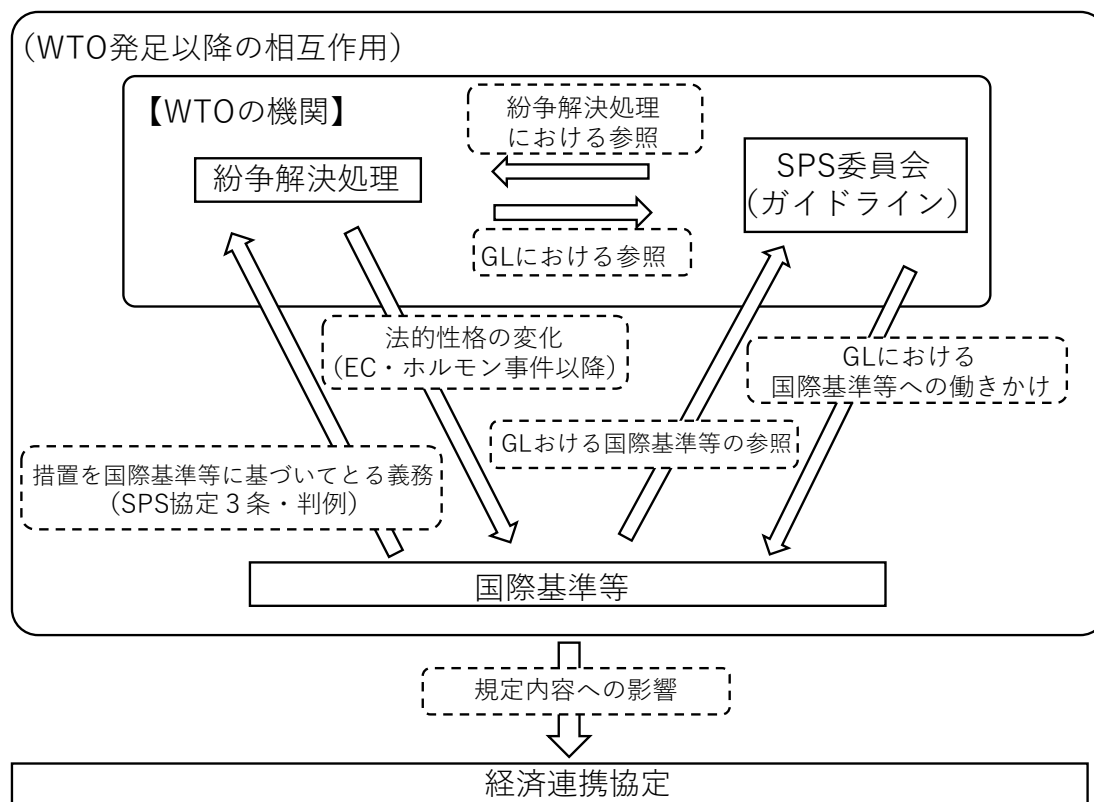 (WTO発足以降の相互作用)
【WTOの機関】
紛争解決処理
における参照
紛争解決処理
SPS委員会
(ガイドライン)
GLにおける参照
法的性格の変化
(EC・ホルモン事件以降)
GLにおける
国際基準等への働きかけ
GLおける国際基準等の参照
措置を国際基準等に基づいてとる義務
(SPS協定3条・判例)
国際基準等
規定内容への影響
経済連携協定